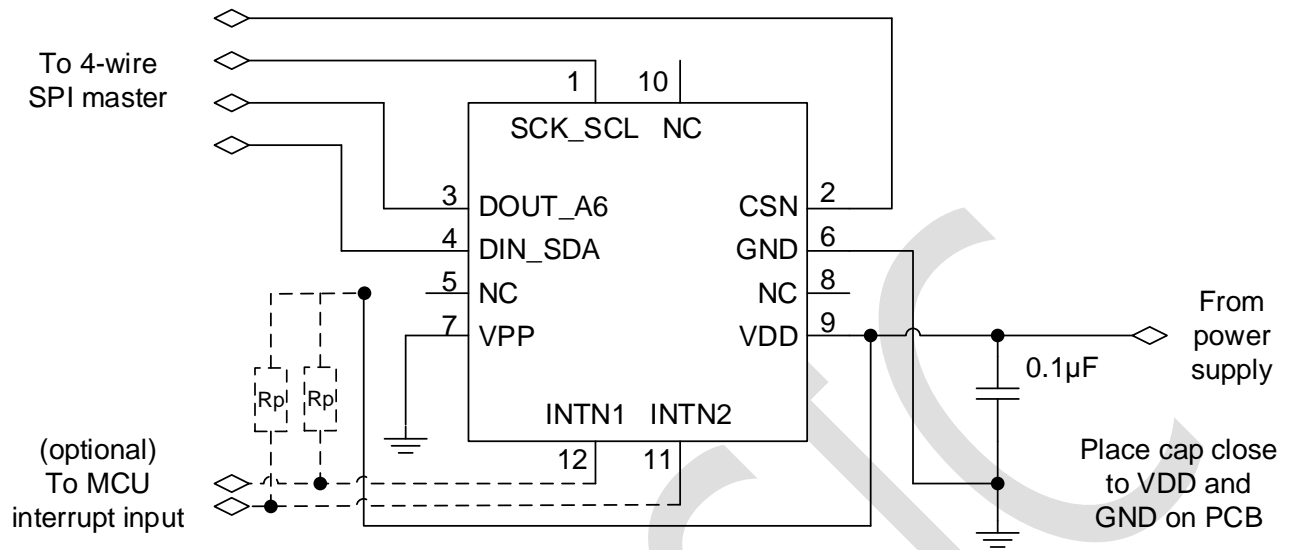 To 4-wire
SPI master
1
10
SCK_SCL
NC
3
DOUT_A6
CSN
2
4
DIN_SDA
GND
6
5
NC
NC
8
7
VPP
VDD
9
From
power
supply
0.1µF
Rp
Rp
INTN1
INTN2
12
11
(optional)
To MCU
interrupt input
Place cap close
to VDD and
GND on PCB